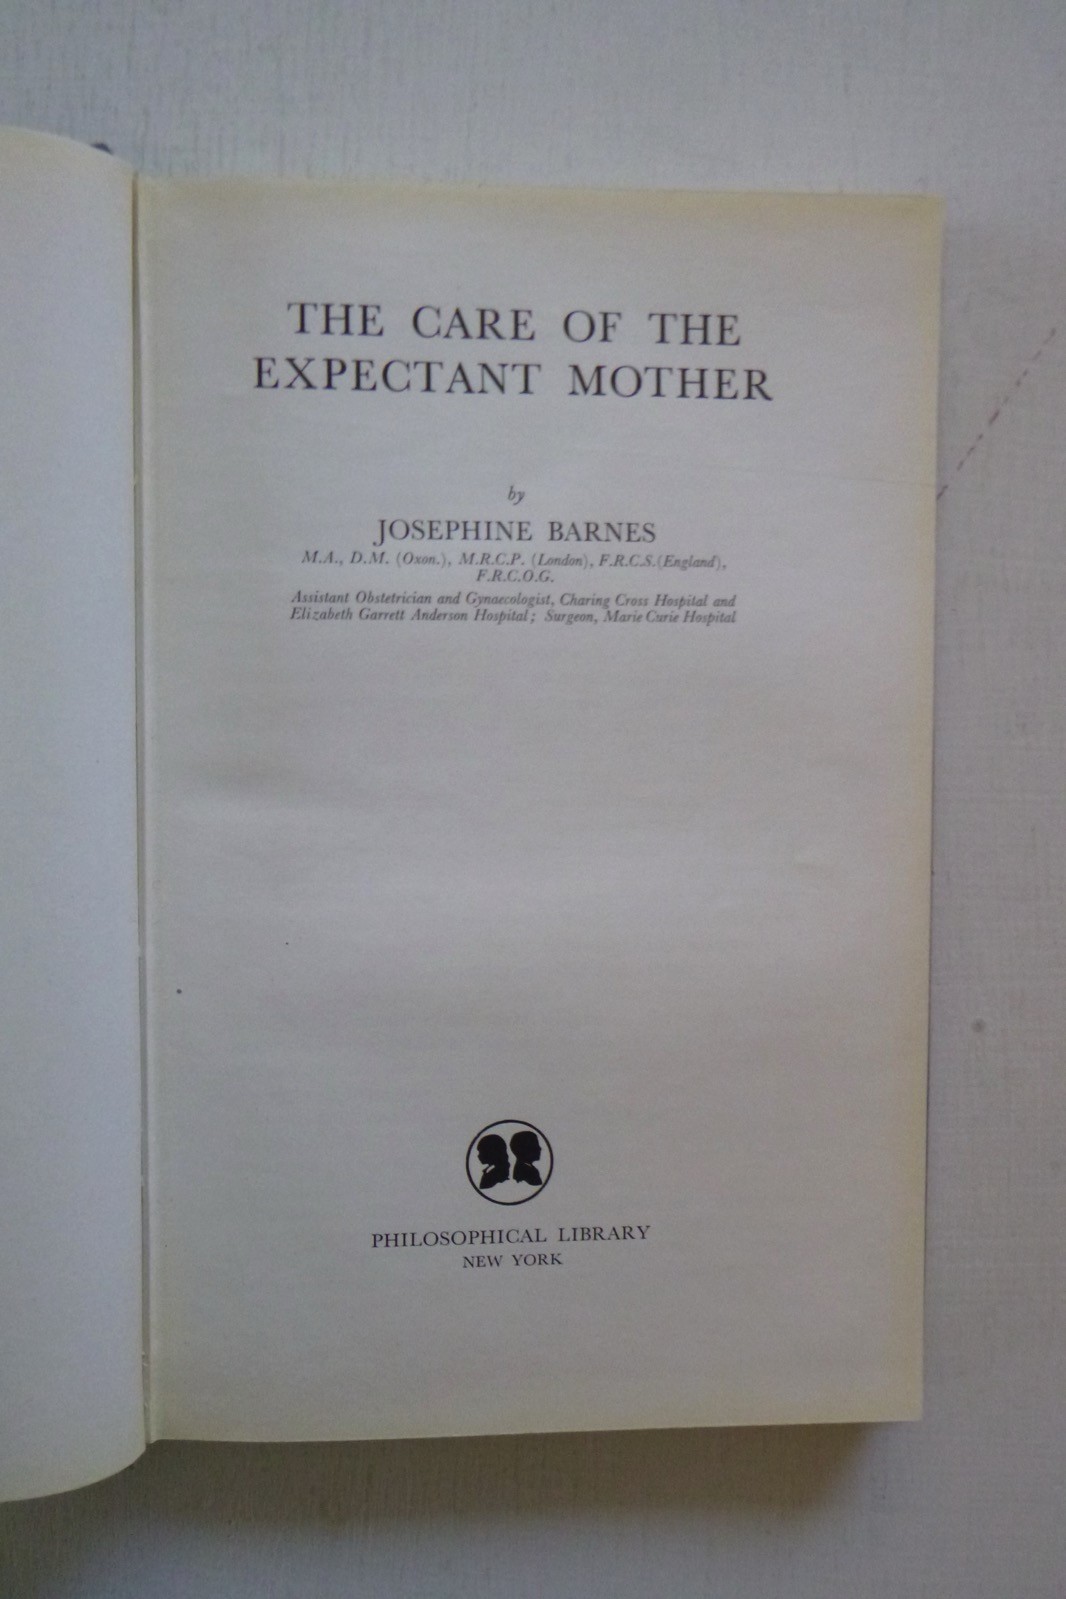 THE CARE OF THE
EXPECTANT MOTHER
by
JOSEPHINE BARNES
M.A., D.M. (Oxon.), M.R.C.P. (London), F.R.C.S.(England),
F.R.C.O.G.
Assistant Obstetrician and Gynaecologist, Charing Cross Hospital and
Elizabeth Garrett Anderson Hospital; Surgeon, Marie Curie Hospital
PHILOSOPHICAL LIBRARY
NEW YORK